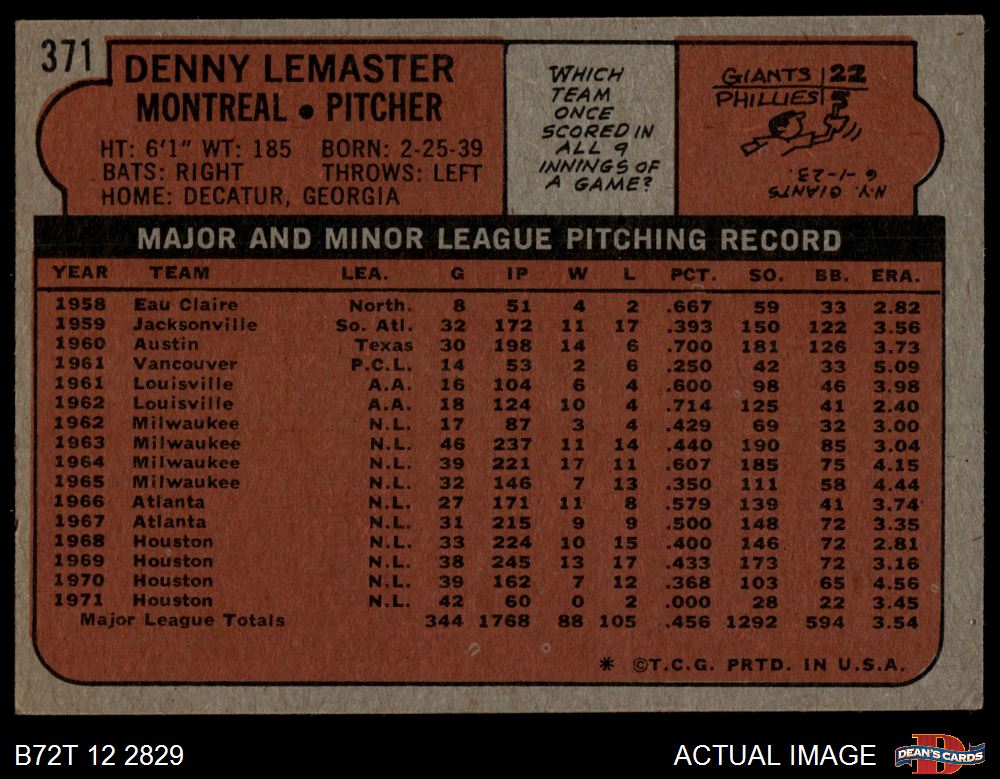 371
DENNY LEMASTER
MONTREAL • PITCHER
HT: 6'1" WT: 185 BORN: 2-25-39
BATS: RIGHT THROWS: LEFT
HOME: DECATUR, GEORGIA
WHICH
TEAM
ONCE
SCORED IN
ALL 9
INNINGS OF
A GAME?
GIANTS 22
PHILLIES 5
N.Y. GIANTS
6-1-23.
MAJOR AND MINOR LEAGUE PITCHING RECORD
YEAR TEAM LEA. G IP W L PCT. SO. BB. ERA.
1958 Eau Claire North. 8 51 4 2 .667 59 33 2.82
1959 Jacksonville So. Atl. 32 172 11 17 .393 150 122 3.56
1960 Austin Texas 30 198 14 6 .700 181 126 3.73
1961 Vancouver P.C.L. 14 53 2 6 .250 42 33 5.09
1961 Louisville A.A. 16 104 6 4 .600 98 46 3.98
1962 Louisville A.A. 18 124 10 4 .714 125 41 2.40
1962 Milwaukee N.L. 17 87 3 4 .429 69 32 3.00
1963 Milwaukee N.L. 46 237 11 14 .440 190 85 3.04
1964 Milwaukee N.L. 39 221 17 11 .607 185 75 4.15
1965 Milwaukee N.L. 32 146 7 13 .350 111 58 4.44
1966 Atlanta N.L. 27 171 11 8 .579 139 41 3.74
1967 Atlanta N.L. 31 215 9 9 .500 148 72 3.35
1968 Houston N.L. 33 224 10 15 .400 146 72 2.81
1969 Houston N.L. 38 245 13 17 .433 173 72 3.16
1970 Houston N.L. 39 162 7 12 .368 103 65 4.56
1971 Houston N.L. 42 60 0 2 .000 28 22 3.45
Major League Totals 344 1768 88 105 .456 1292 594 3.54
* ©T.C.G. PRTD. IN U.S.A.
B72T 12 2829
ACTUAL IMAGE
DEAN'S CARDS